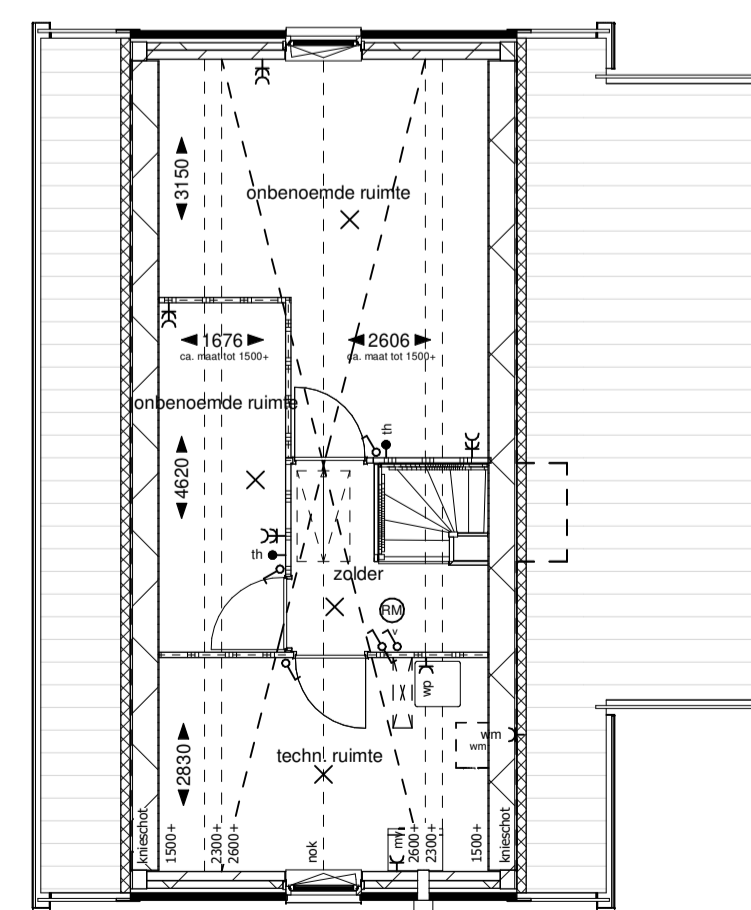 3150
onbenoemde ruimte
1676
ca. maat tot 1500+
2606
ca. maat tot 1500+
onbenoemde ruimte
th
4620
th
zolder
RM
v
wp
wm
wm
techn. ruimte
2830
knieschot
1500+
2300+
2600+
nok
mv
2600+
2300+
1500+
knieschot